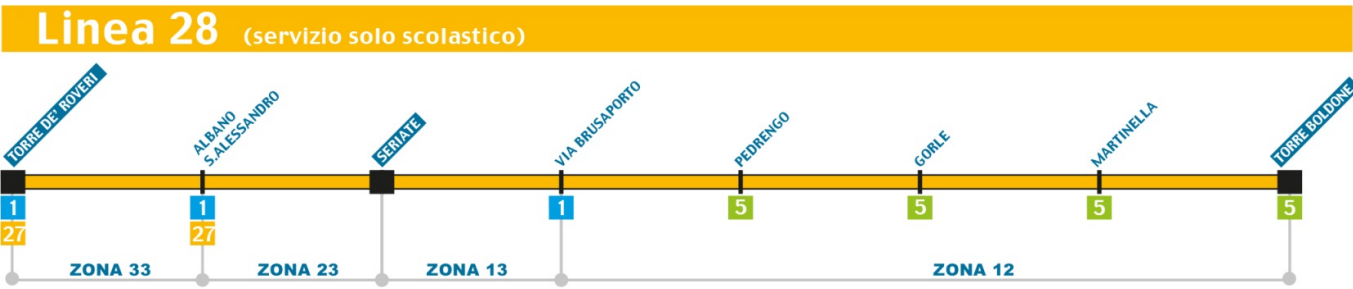 Linea 28 (servizio solo scolastico)
TORRE DE' ROVERI
ALBANO
S.ALESSANDRO
SERIATE
VIA BRUSAPORTO
PEDRENGO
GORLE
MARTINELLA
TORRE BOLDONE
1
27
1
27
1
5
5
5
5
ZONA 33
ZONA 23
ZONA 13
ZONA 12